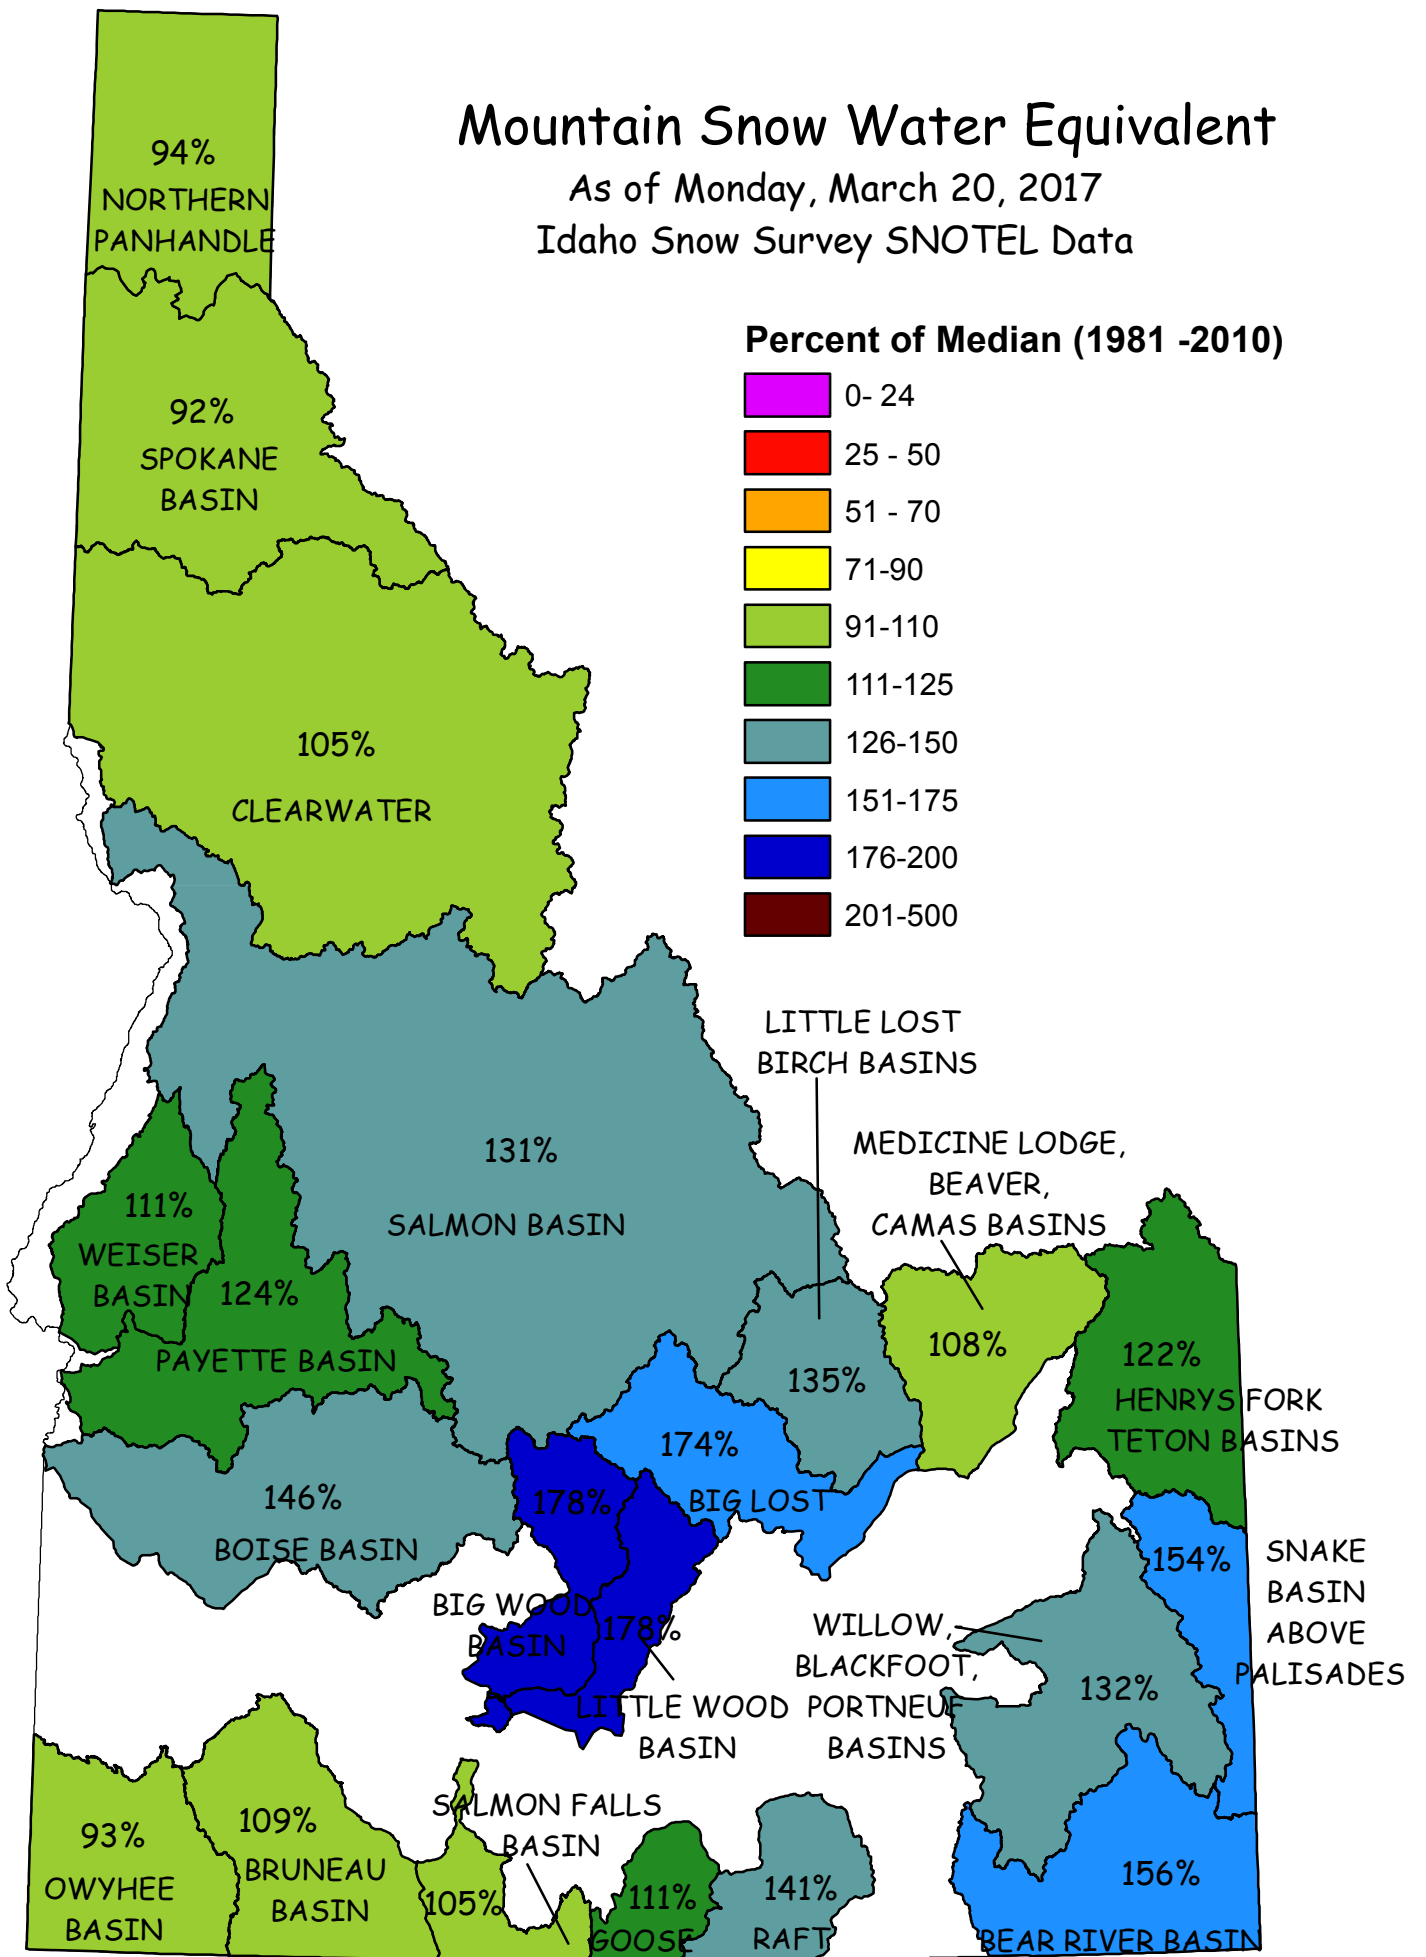 Mountain Snow Water Equivalent
As of Monday, March 20, 2017
Idaho Snow Survey SNOTEL Data
Percent of Median (1981 -2010)
0- 24
25 - 50
51 - 70
71-90
91-110
111-125
126-150
151-175
176-200
201-500
94%
NORTHERN
PANHANDLE
92%
SPOKANE
BASIN
105%
CLEARWATER
131%
SALMON BASIN
LITTLE LOST
BIRCH BASINS
135%
MEDICINE LODGE,
BEAVER,
CAMAS BASINS
108%
122%
HENRYS FORK
TETON BASINS
111%
WEISER
BASIN
124%
PAYETTE BASIN
146%
BOISE BASIN
174%
BIG LOST
178%
BIG WOOD
BASIN
178%
LITTLE WOOD
BASIN
154%
SNAKE
BASIN
ABOVE
PALISADES
WILLOW,
BLACKFOOT,
PORTNEUF
BASINS
132%
93%
OWYHEE
BASIN
109%
BRUNEAU
BASIN
SALMON FALLS
BASIN
105%
111%
GOOSE
141%
RAFT
156%
BEAR RIVER BASIN